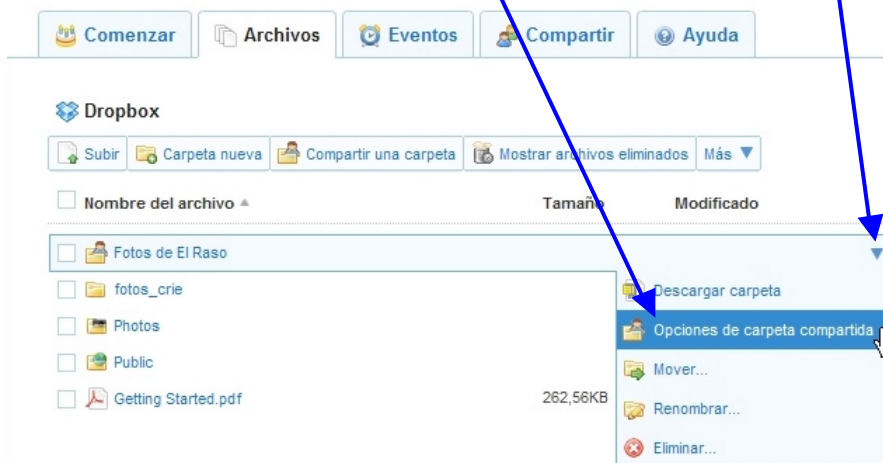 Comenzar Archivos Eventos Compartir Ayuda
Dropbox
Subir Carpeta nueva Compartir una carpeta Mostrar archivos eliminados Más
Nombre del archivo Tamaño Modificado
Fotos de El Raso
fotos_crie
Descargar carpeta
Photos
Opciones de carpeta compartida
Public
Mover...
Getting Started.pdf 262,56KB
Renombrar...
Eliminar...